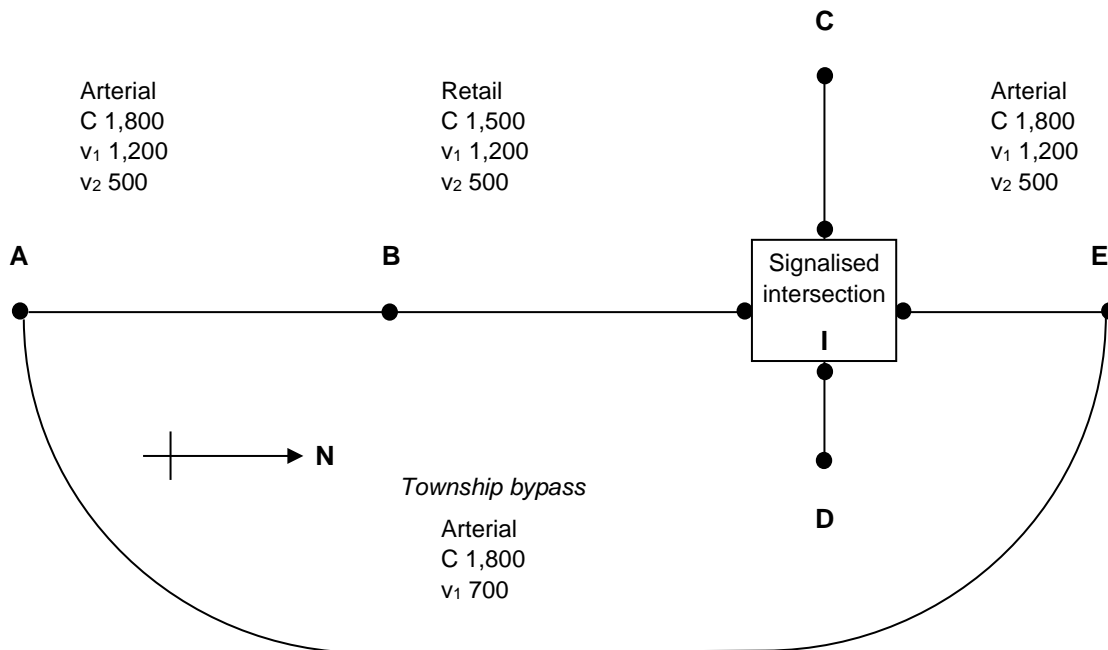 C
Arterial
C 1,800
v₁ 1,200
v₂ 500
Retail
C 1,500
v₁ 1,200
v₂ 500
Arterial
C 1,800
v₁ 1,200
v₂ 500
A
B
Signalised
intersection
I
E
N
Township bypass
Arterial
C 1,800
v₁ 700
D